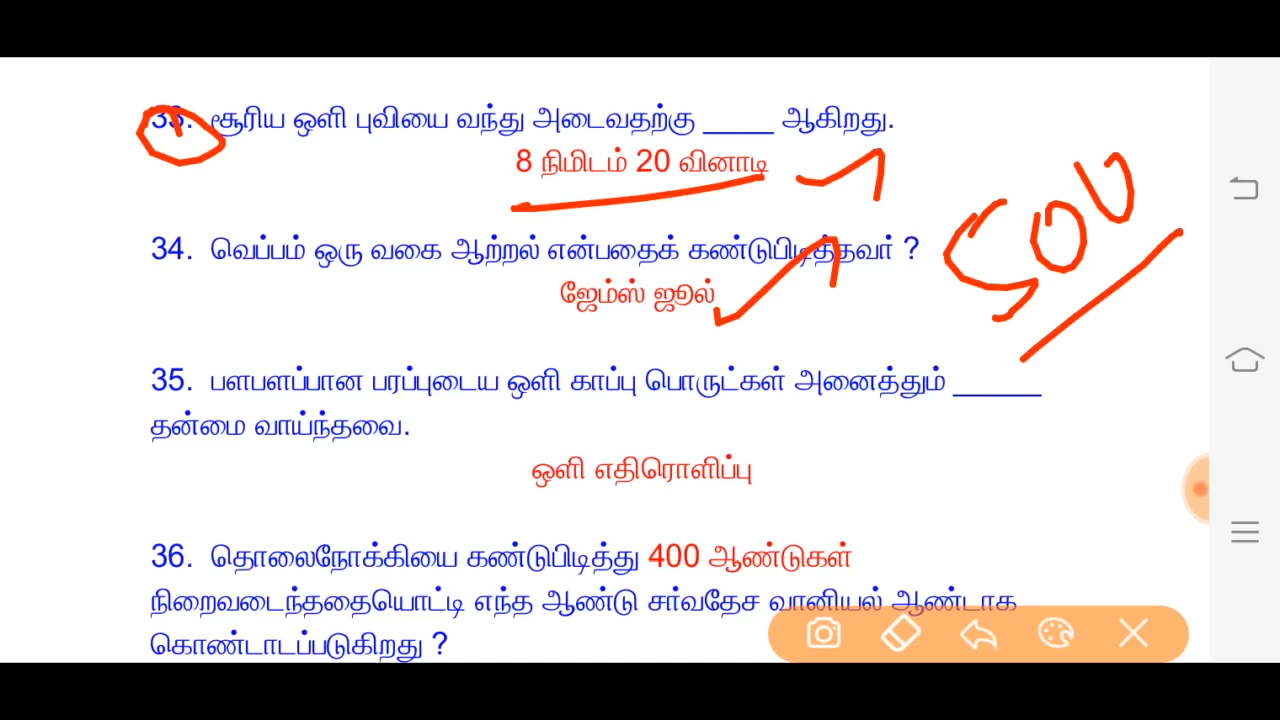 33. சூரிய ஒளி புவியை வந்து அடைவதற்கு ____ ஆகிறது.
8 நிமிடம் 20 வினாடி
500
34. வெப்பம் ஒரு வகை ஆற்றல் என்பதைக் கண்டுபிடித்தவர் ?
ஜேம்ஸ் ஜூல்
35. பளபளப்பான பரப்புடைய ஒளி காப்பு பொருட்கள் அனைத்தும் _____
தன்மை வாய்ந்தவை.
ஒளி எதிரொளிப்பு
36. தொலைநோக்கியை கண்டுபிடித்து 400 ஆண்டுகள்
நிறைவடைந்ததையொட்டி எந்த ஆண்டு சர்வதேச வானியல் ஆண்டாக
கொண்டாடப்படுகிறது ?